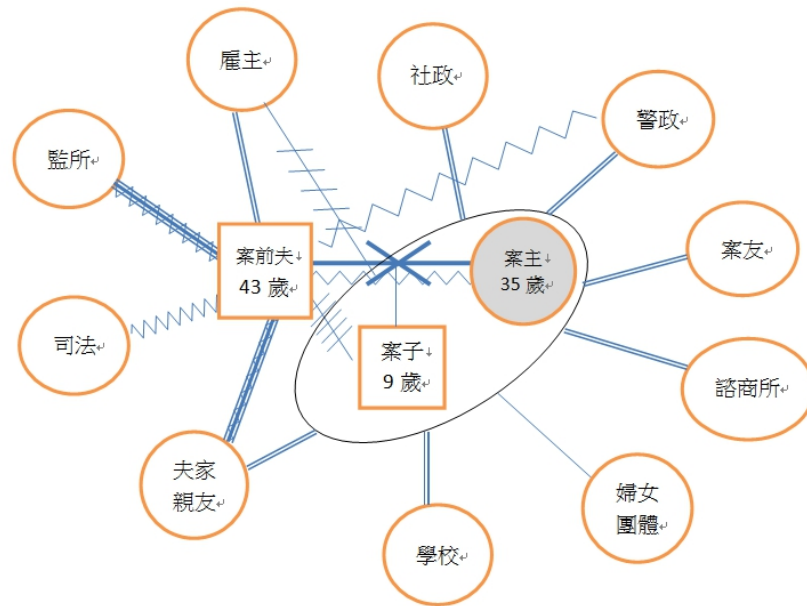 雇主
社政
警政
監所
案前夫
43 歲
案主
35 歲
案友
司法
案子
9 歲
諮商所
夫家
親友
學校
婦女
團體